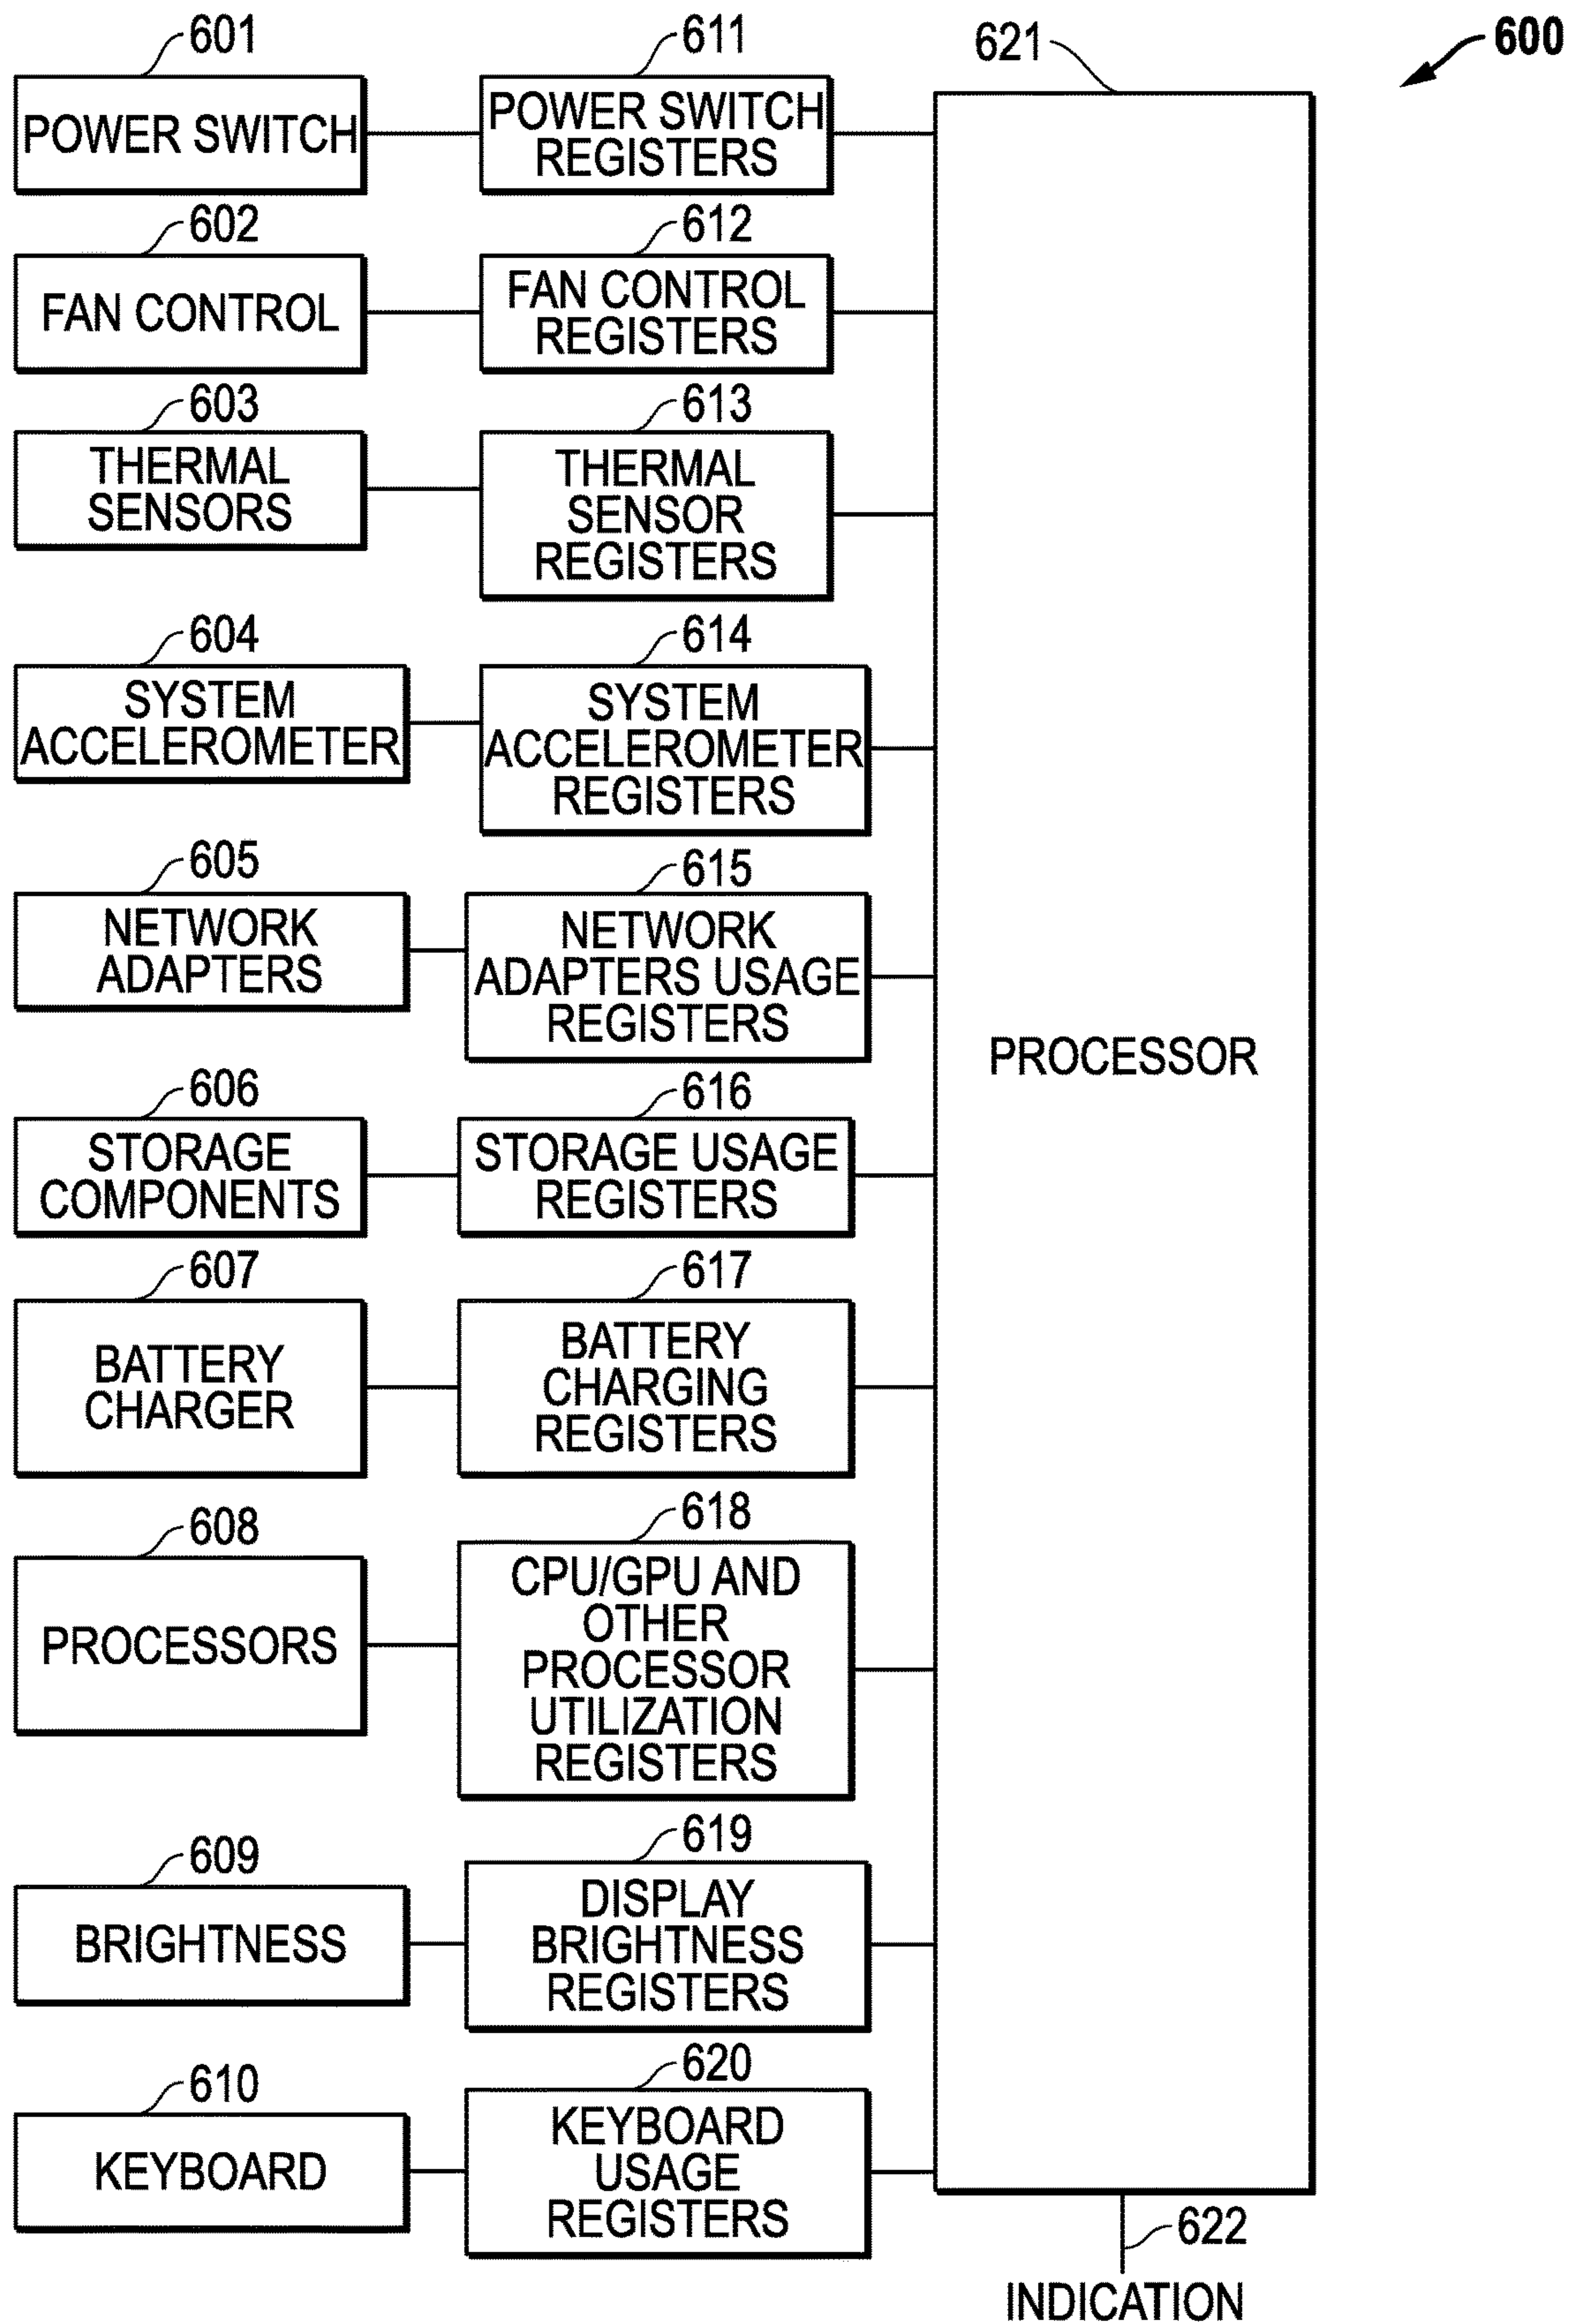 600
601
POWER SWITCH
611
POWER SWITCH
REGISTERS
621
PROCESSOR
602
FAN CONTROL
612
FAN CONTROL
REGISTERS
603
THERMAL
SENSORS
613
THERMAL
SENSOR
REGISTERS
604
SYSTEM
ACCELEROMETER
614
SYSTEM
ACCELEROMETER
REGISTERS
605
NETWORK
ADAPTERS
615
NETWORK
ADAPTERS USAGE
REGISTERS
606
STORAGE
COMPONENTS
616
STORAGE USAGE
REGISTERS
607
BATTERY
CHARGER
617
BATTERY
CHARGING
REGISTERS
608
PROCESSORS
618
CPU/GPU AND
OTHER
PROCESSOR
UTILIZATION
REGISTERS
609
BRIGHTNESS
619
DISPLAY
BRIGHTNESS
REGISTERS
610
KEYBOARD
620
KEYBOARD
USAGE
REGISTERS
622
INDICATION